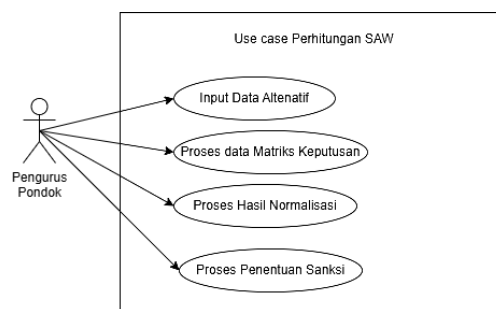 Use case Perhitungan SAW
Input Data Altenatif
Proses data Matriks Keputusan
Pengurus
Pondok
Proses Hasil Normalisasi
Proses Penentuan Sanksi